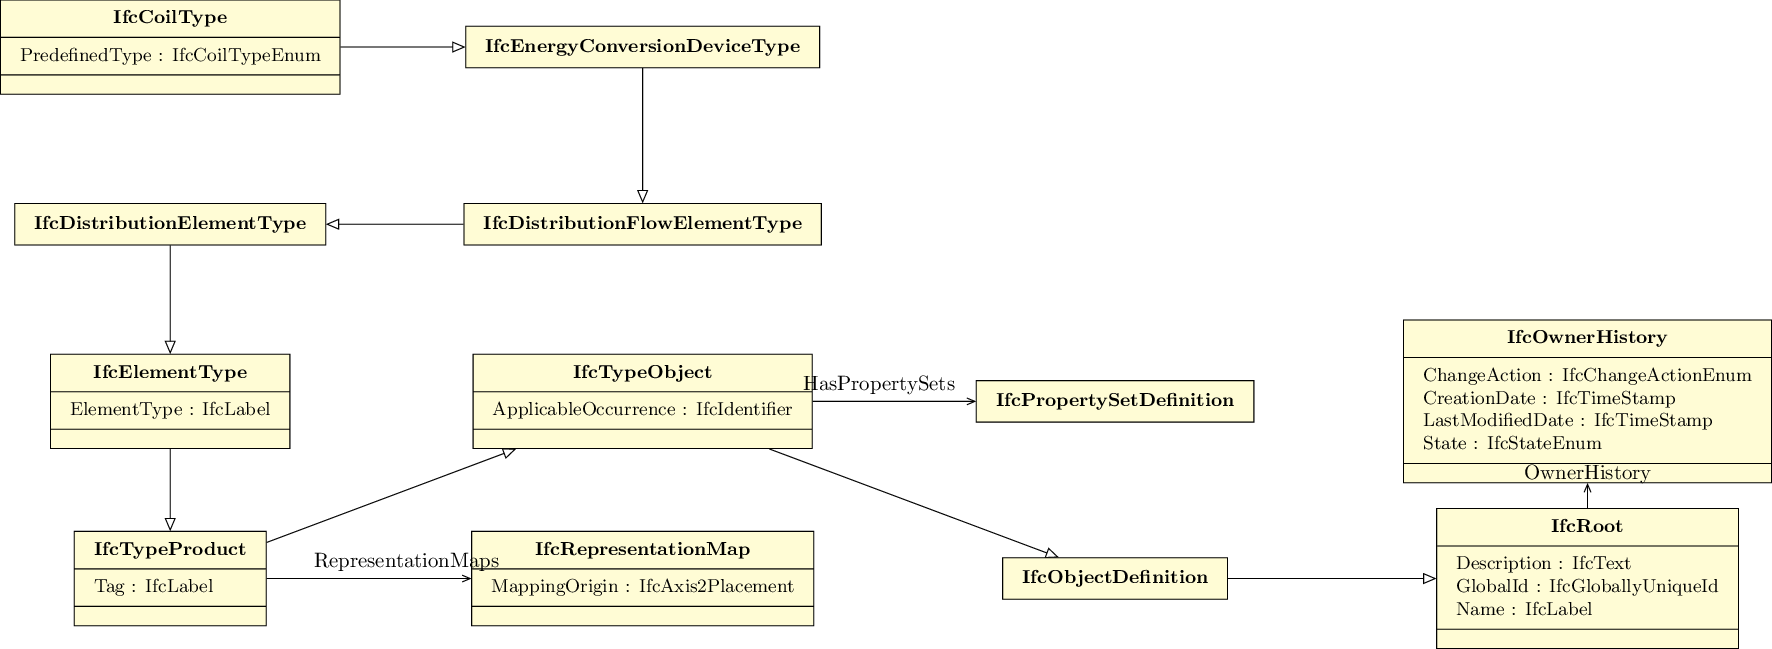 IfcCoilType
PredefinedType : IfcCoilTypeEnum
IfcEnergyConversionDeviceType
IfcDistributionElementType
IfcDistributionFlowElementType
IfcElementType
ElementType : IfcLabel
IfcTypeObject
ApplicableOccurrence : IfcIdentifier
HasPropertySets
IfcPropertySetDefinition
IfcOwnerHistory
ChangeAction : IfcChangeActionEnum
CreationDate : IfcTimeStamp
LastModifiedDate : IfcTimeStamp
State : IfcStateEnum
OwnerHistory
IfcTypeProduct
Tag : IfcLabel
RepresentationMaps
IfcRepresentationMap
MappingOrigin : IfcAxis2Placement
IfcObjectDefinition
IfcRoot
Description : IfcText
GlobalId : IfcGloballyUniqueId
Name : IfcLabel